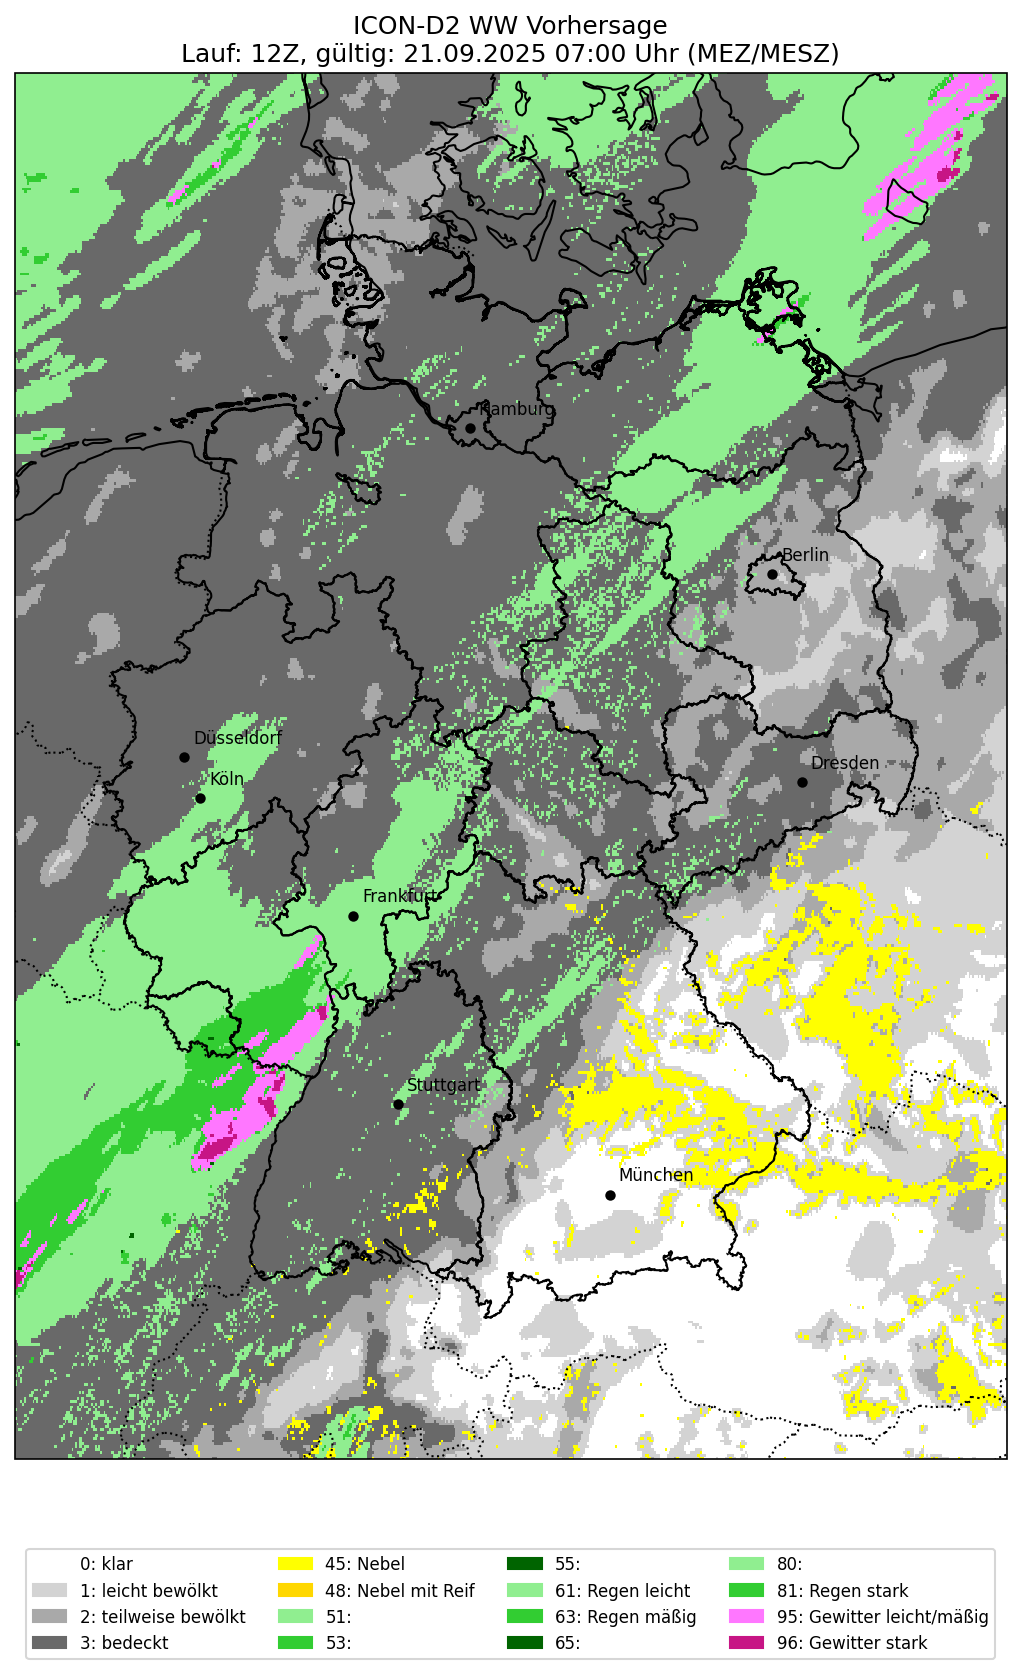 ICON-D2 WW Vorhersage
Lauf: 12Z, gültig: 21.09.2025 07:00 Uhr (MEZ/MESZ)
Hamburg
Berlin
Düsseldorf
Köln
Dresden
Frankfurt
Stuttgart
München
0: klar
1: leicht bewölkt
2: teilweise bewölkt
3: bedeckt
45: Nebel
48: Nebel mit Reif
51:
53:
55:
61: Regen leicht
63: Regen mäßig
65:
80:
81: Regen stark
95: Gewitter leicht/mäßig
96: Gewitter stark